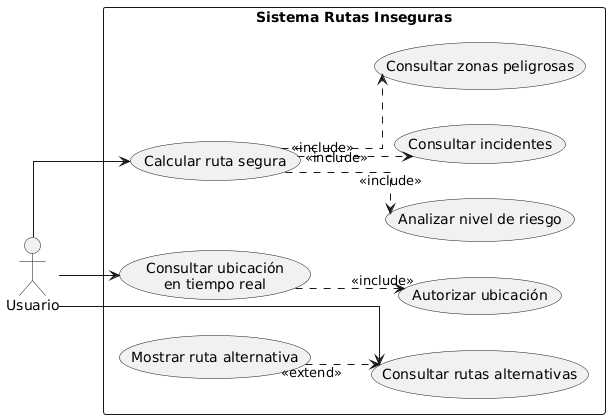 Sistema Rutas Inseguras
Consultar zonas peligrosas
«include»
Consultar incidentes
Calcular ruta segura
«include»
«include»
Analizar nivel de riesgo
Consultar ubicación
en tiempo real
«include»
Autorizar ubicación
Usuario
Mostrar ruta alternativa
«extend»
Consultar rutas alternativas